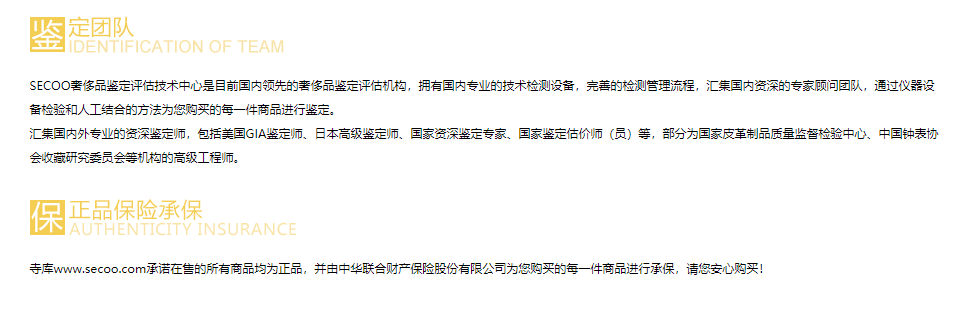 鉴定团队
IDENTIFICATION OF TEAM
SECOO奢侈品鉴定评估技术中心是目前国内领先的奢侈品鉴定评估机构，拥有国内专业的技术检测设备，完善的检测管理流程，汇集国内资深的专家顾问团队，通过仪器设
备检验和人工结合的方法为您购买的每一件商品进行鉴定。
汇集国内外专业的资深鉴定师，包括美国GIA鉴定师、日本高级鉴定师、国家资深鉴定专家、国家鉴定估价师（员）等，部分为国家皮革制品质量监督检验中心、中国钟表协
会收藏研究委员会等机构的高级工程师。
保 正品保险承保
AUTHENTICITY INSURANCE
寺库www.secoo.com承诺在售的所有商品均为正品，并由中华联合财产保险股份有限公司为您购买的每一件商品进行承保，请您安心购买！